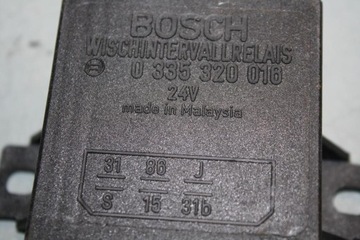 BOSCH
WISCHINTERVALLRELAIS
0 335 320 016
24V
made in Malaysia
31 86 J
S 15 31b